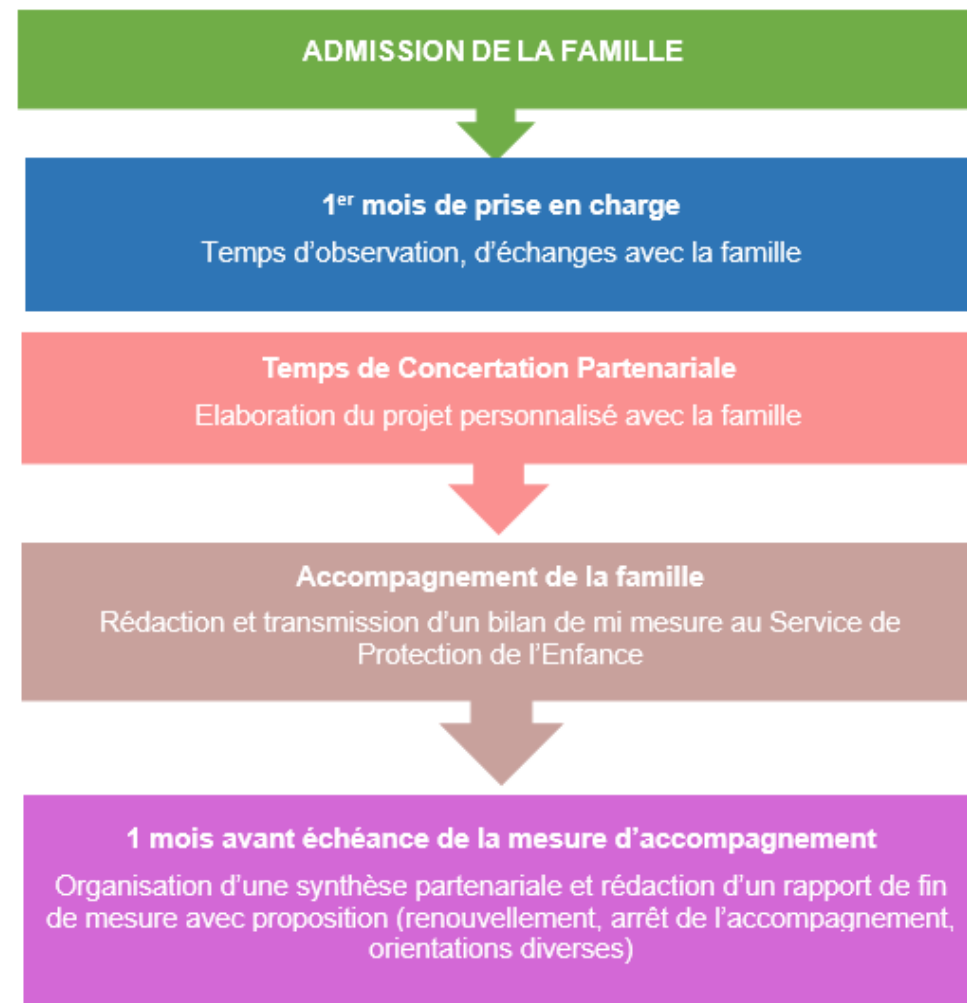 ADMISSION DE LA FAMILLE
1er mois de prise en charge
Temps d'observation, d'échanges avec la famille
Temps de Concertation Partenariale
Elaboration du projet personnalisé avec la famille
Accompagnement de la famille
Rédaction et transmission d'un bilan de mi mesure au Service de
Protection de l'Enfance
1 mois avant échéance de la mesure d'accompagnement
Organisation d'une synthèse partenariale et rédaction d'un rapport de fin
de mesure avec proposition (renouvellement, arrêt de l'accompagnement,
orientations diverses)